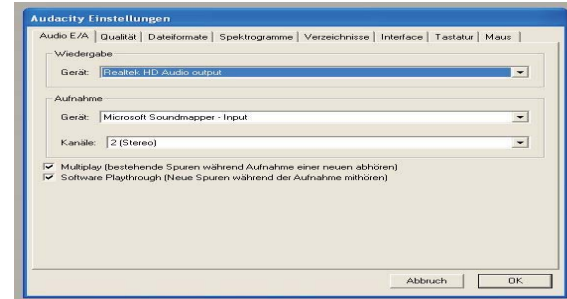 Audacity Einstellungen
Audio E/A | Qualität | Dateiformate | Spektrogramme | Verzeichnisse | Interface | Tastatur | Maus |
Wiedergabe
Gerät: Realtek HD Audio output
Aufnahme
Gerät: Microsoft Soundmapper - Input
Kanäle: 2 (Stereo)
Multiplay (bestehende Spuren während Aufnahme einer neuen abhören)
Software Playthrough (Neue Spuren während der Aufnahme mithören)
Abbruch OK